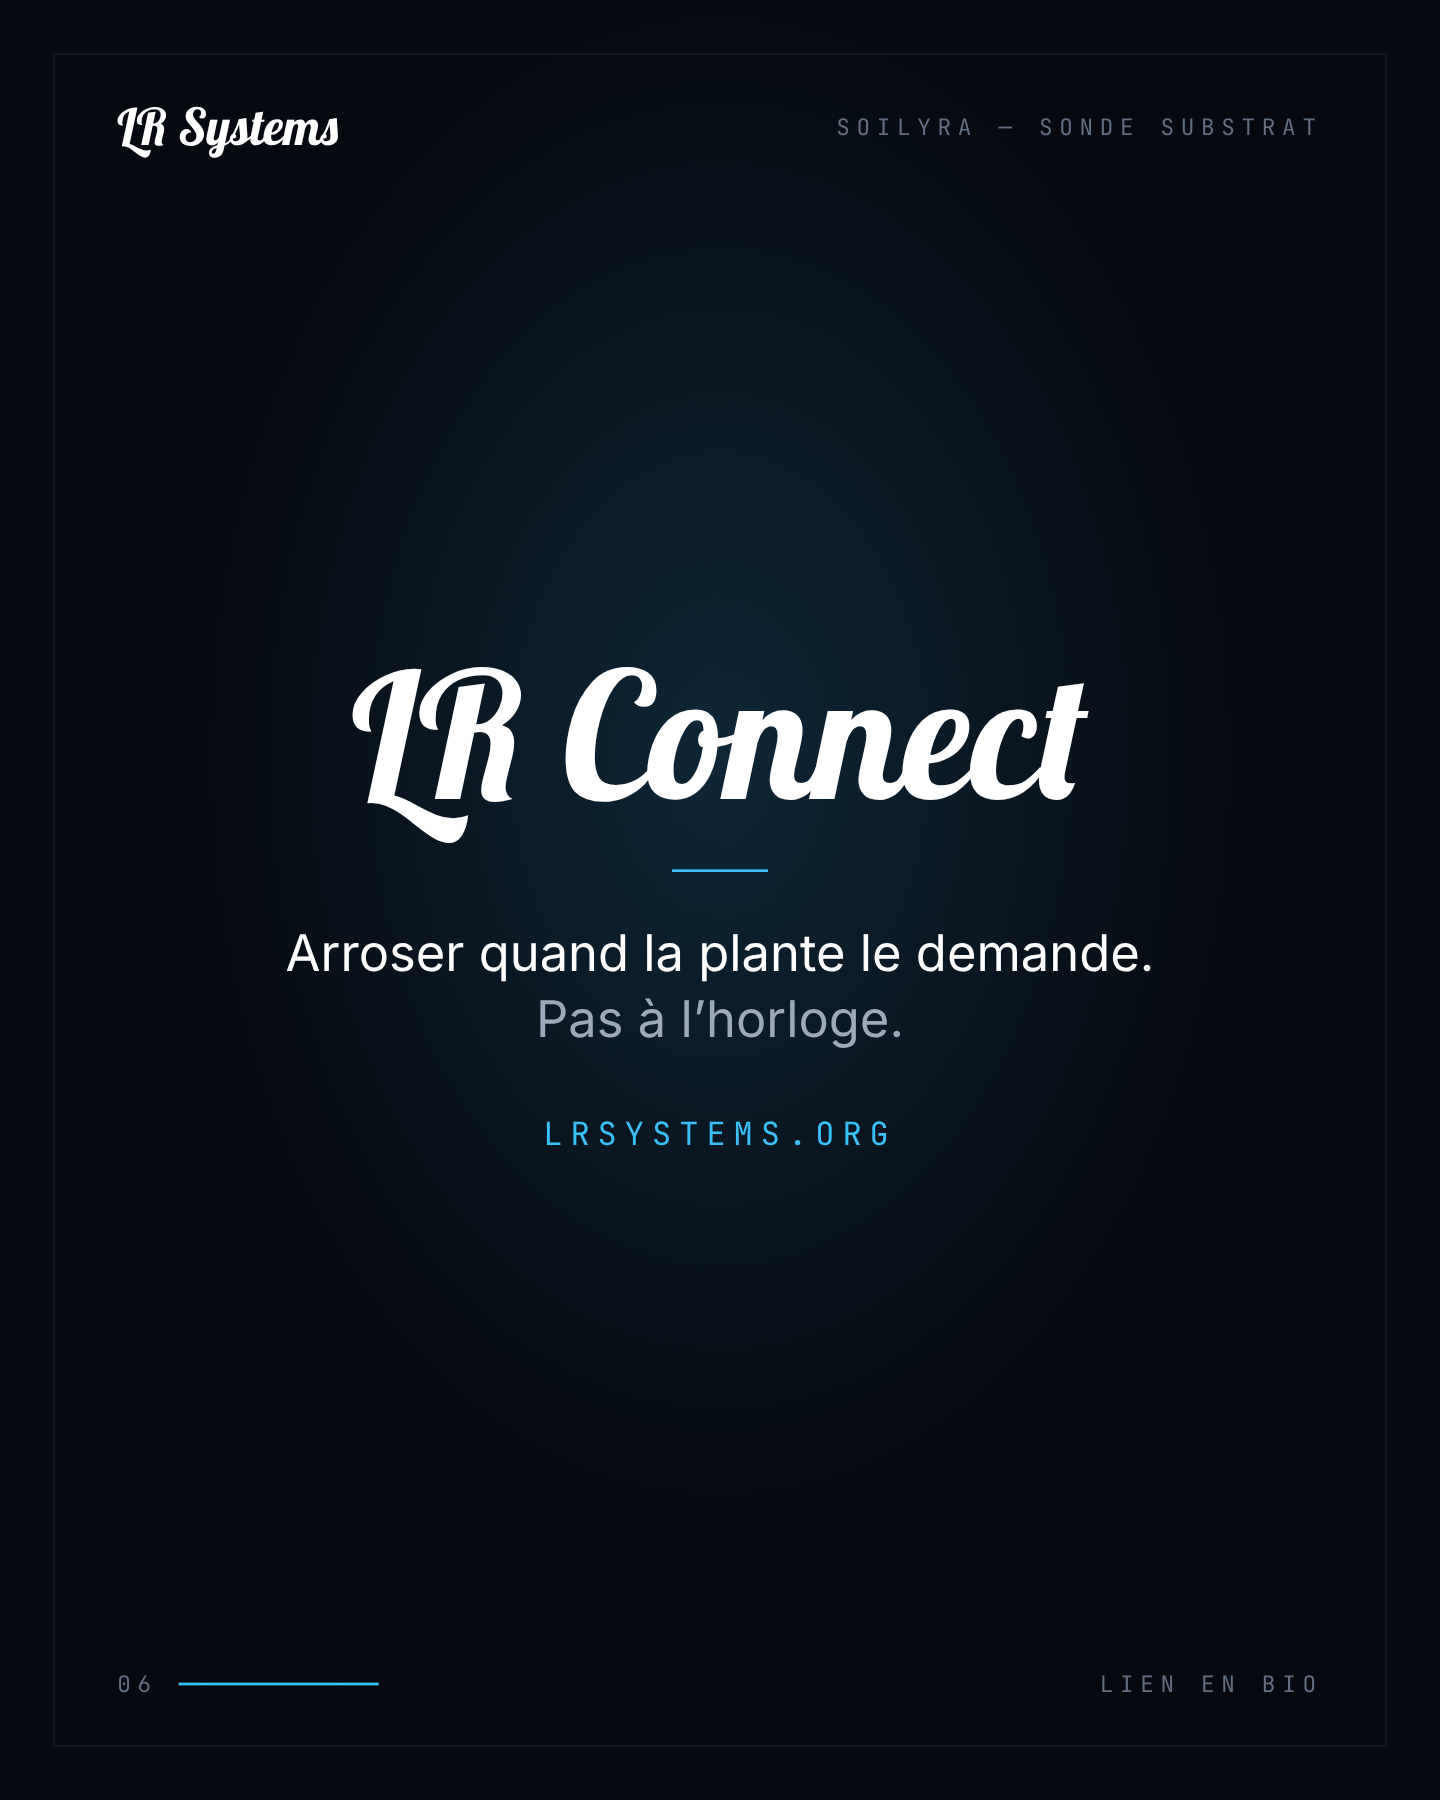 LR Systems
SOILYRA — SONDE SUBSTRAT
LR Connect
Arroser quand la plante le demande.
Pas à l’horloge.
LRSYSTEMS.ORG
06
LIEN EN BIO